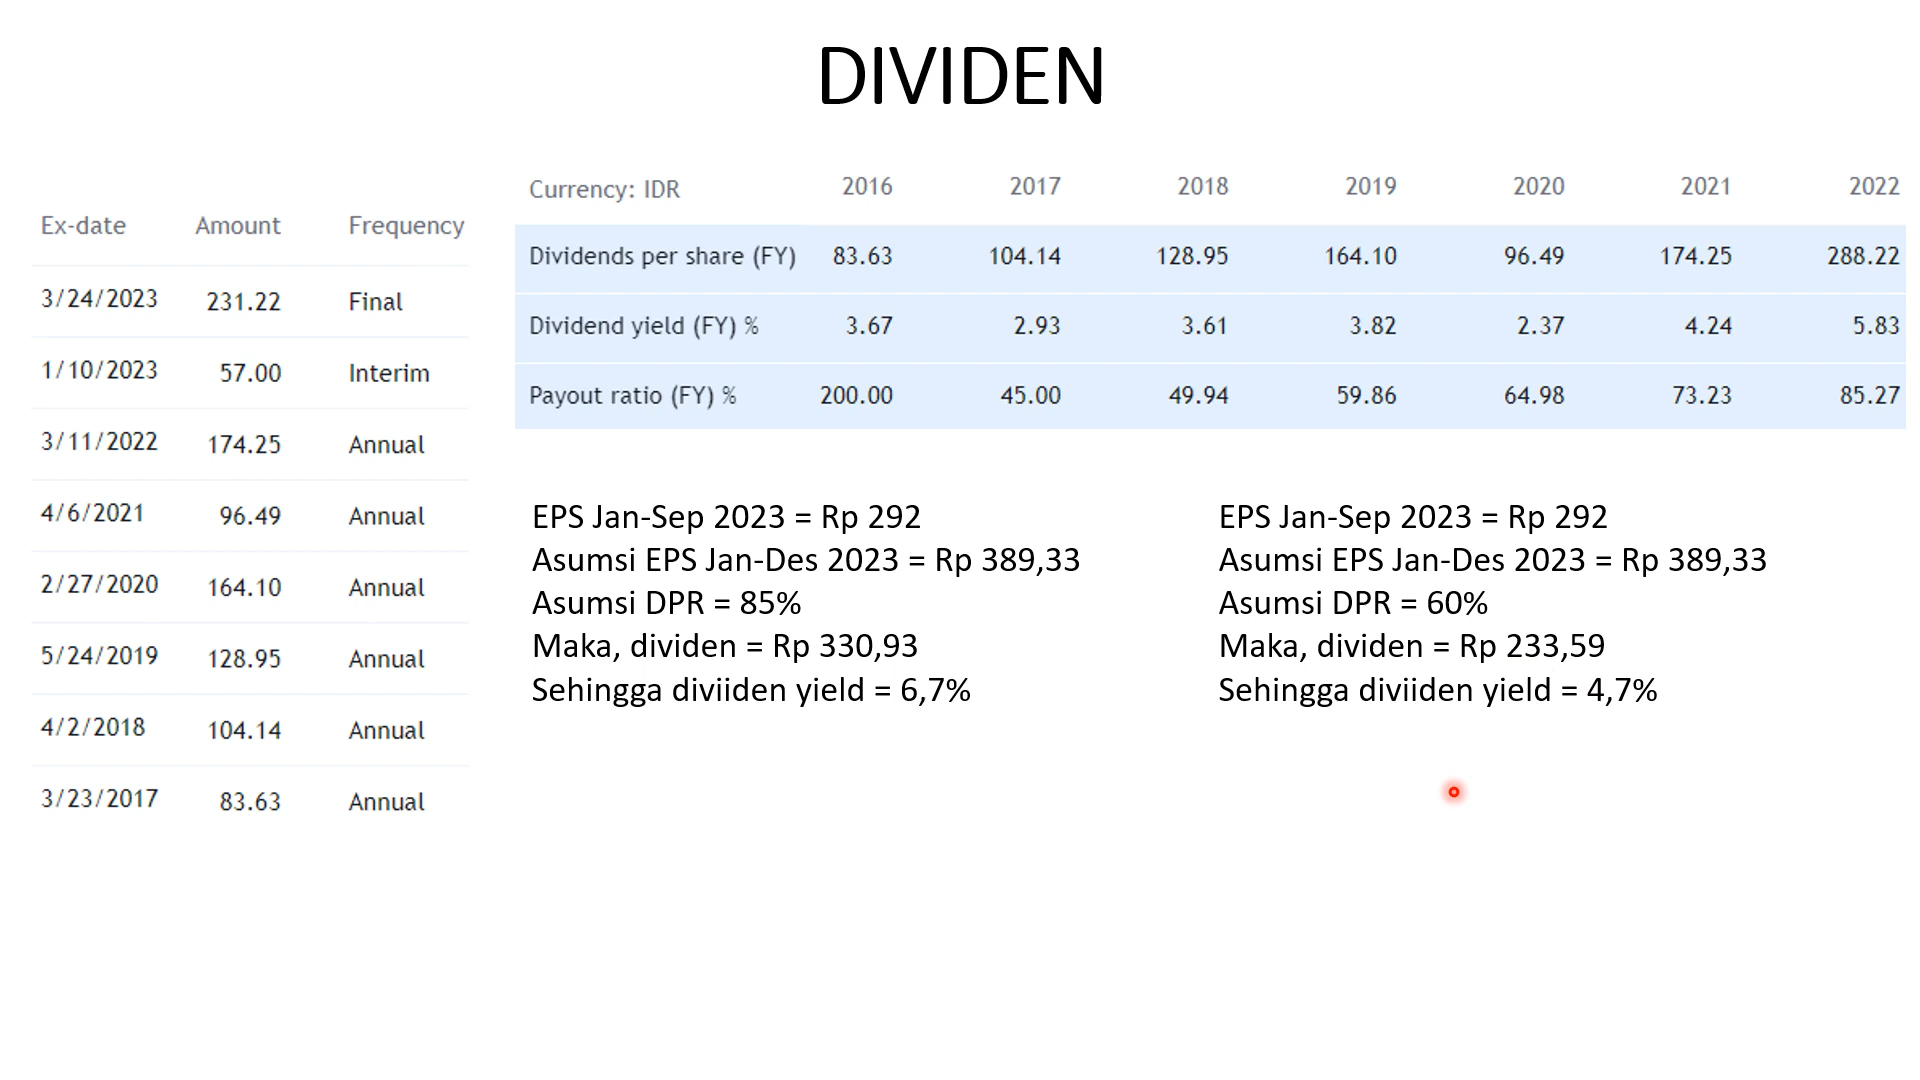 DIVIDEN
Ex-date Amount Frequency
3/24/2023 231.22 Final
1/10/2023 57.00 Interim
3/11/2022 174.25 Annual
4/6/2021 96.49 Annual
2/27/2020 164.10 Annual
5/24/2019 128.95 Annual
4/2/2018 104.14 Annual
3/23/2017 83.63 Annual
Currency: IDR 2016 2017 2018 2019 2020 2021 2022
Dividends per share (FY) 83.63 104.14 128.95 164.10 96.49 174.25 288.22
Dividend yield (FY) % 3.67 2.93 3.61 3.82 2.37 4.24 5.83
Payout ratio (FY) % 200.00 45.00 49.94 59.86 64.98 73.23 85.27
EPS Jan-Sep 2023 = Rp 292
Asumsi EPS Jan-Des 2023 = Rp 389,33
Asumsi DPR = 85%
Maka, dividen = Rp 330,93
Sehingga diviiden yield = 6,7%
EPS Jan-Sep 2023 = Rp 292
Asumsi EPS Jan-Des 2023 = Rp 389,33
Asumsi DPR = 60%
Maka, dividen = Rp 233,59
Sehingga diviiden yield = 4,7%